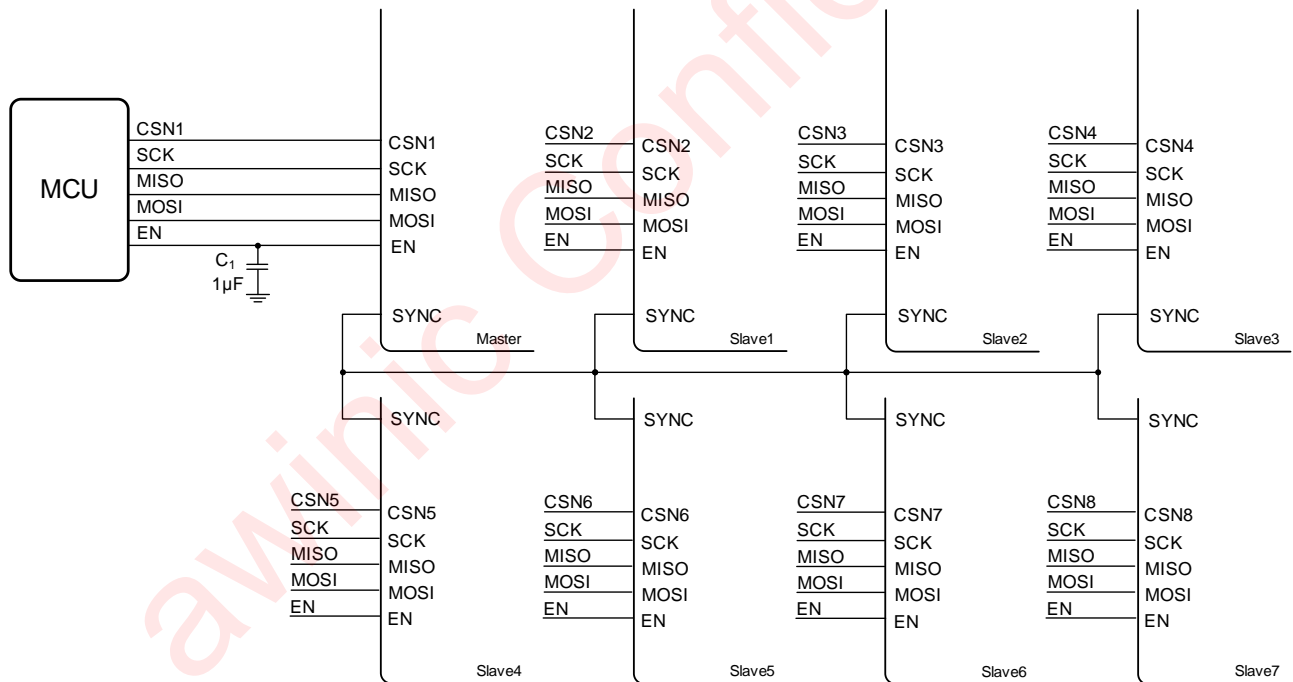 awinic Confi
MCU
CSN1
SCK
MISO
MOSI
EN
C1
1µF
CSN1
SCK
MISO
MOSI
EN
SYNC
Master
CSN2
SCK
MISO
MOSI
EN
CSN2
SCK
MISO
MOSI
EN
SYNC
Slave1
CSN3
SCK
MISO
MOSI
EN
CSN3
SCK
MISO
MOSI
EN
SYNC
Slave2
CSN4
SCK
MISO
MOSI
EN
CSN4
SCK
MISO
MOSI
EN
SYNC
Slave3
SYNC
CSN5
SCK
MISO
MOSI
EN
CSN5
SCK
MISO
MOSI
EN
Slave4
SYNC
CSN6
SCK
MISO
MOSI
EN
CSN6
SCK
MISO
MOSI
EN
Slave5
SYNC
CSN7
SCK
MISO
MOSI
EN
CSN7
SCK
MISO
MOSI
EN
Slave6
SYNC
CSN8
SCK
MISO
MOSI
EN
CSN8
SCK
MISO
MOSI
EN
Slave7